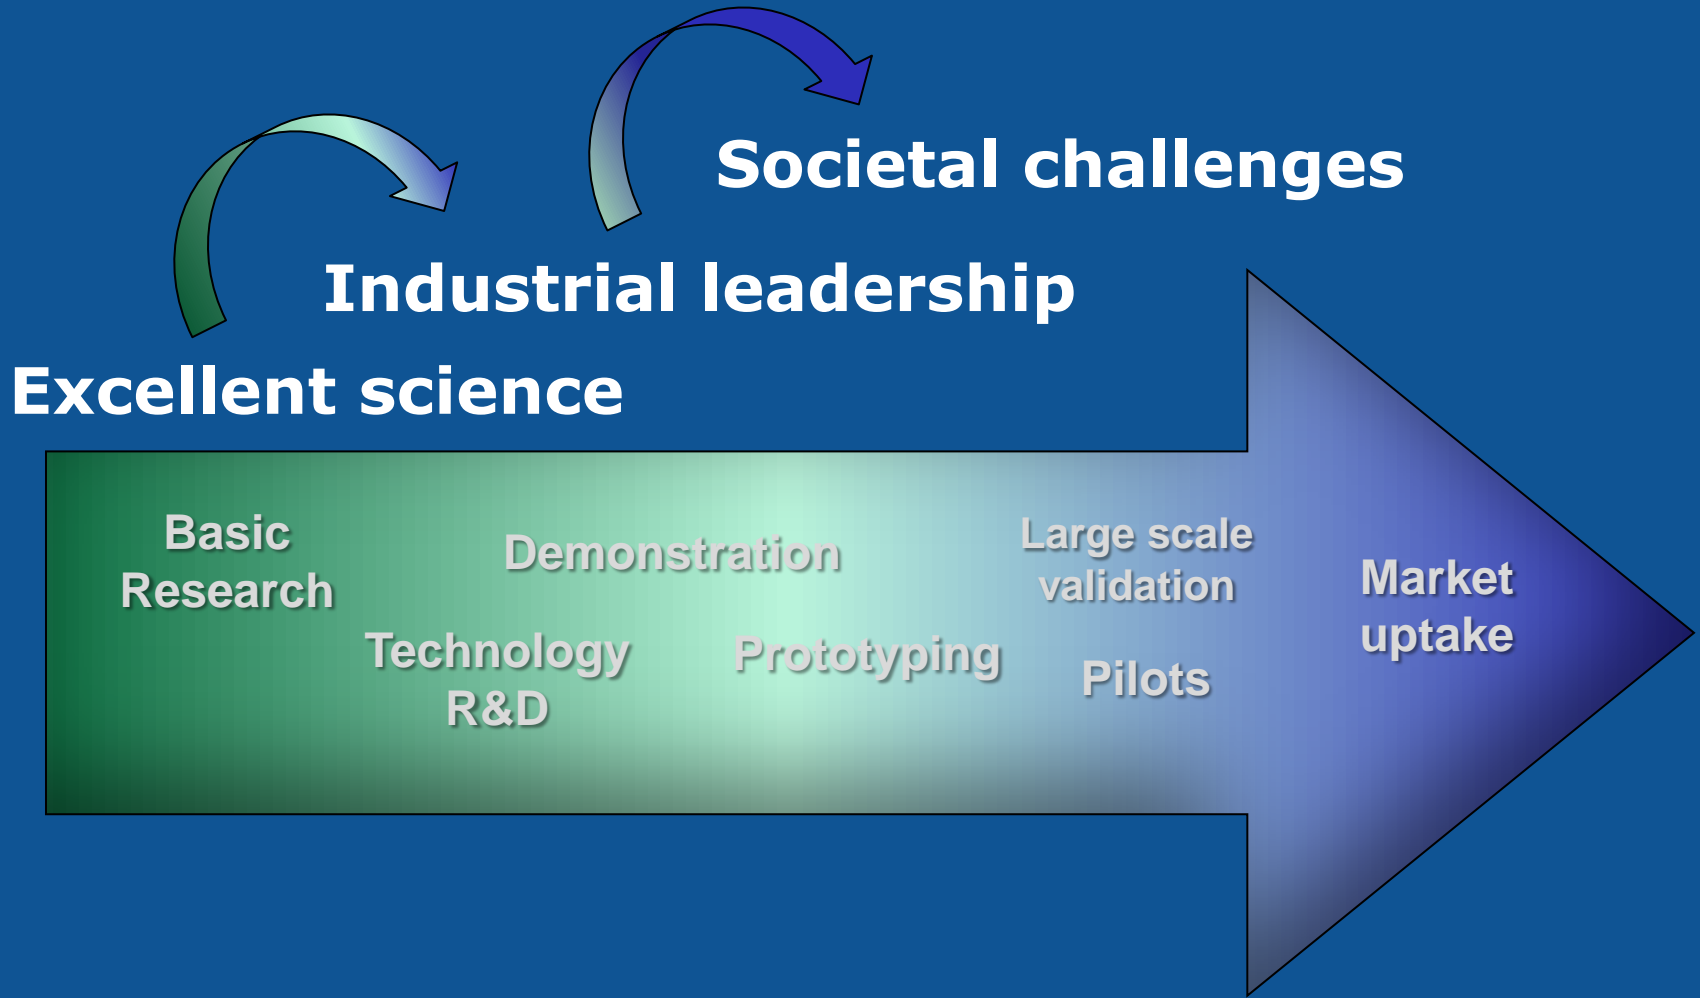 Societal challenges
Industrial leadership
Excellent science
Basic
Research
Demonstration
Technology
R&D
Prototyping
Large scale
validation
Pilots
Market
uptake